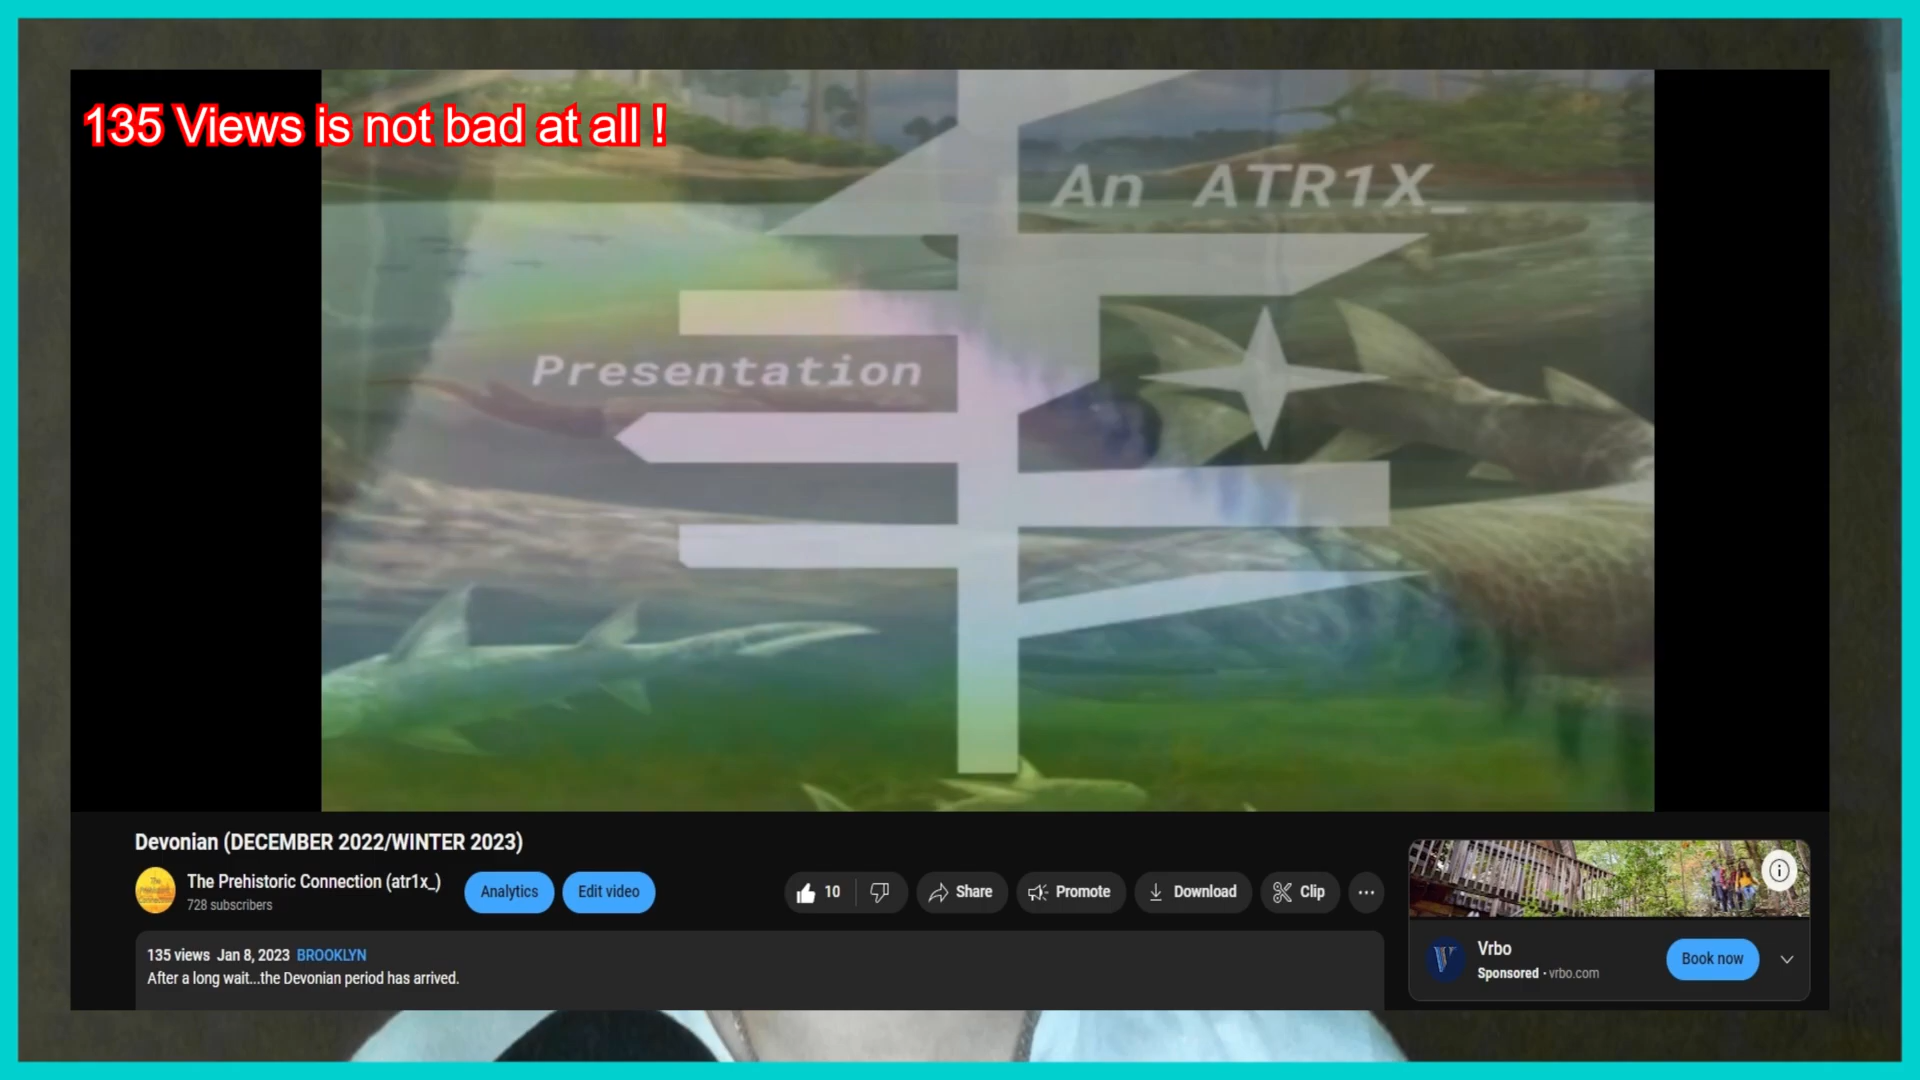 135 Views is not bad at all !
An ATR1X_
Presentation
Devonian (DECEMBER 2022/WINTER 2023)
The Prehistoric Connection (atr1x_)
728 subscribers
Analytics
Edit video
10
Share
Promote
Download
Clip
135 views Jan 8, 2023 BROOKLYN
After a long wait...the Devonian period has arrived.
Vrbo
Sponsored · vrbo.com
Book now